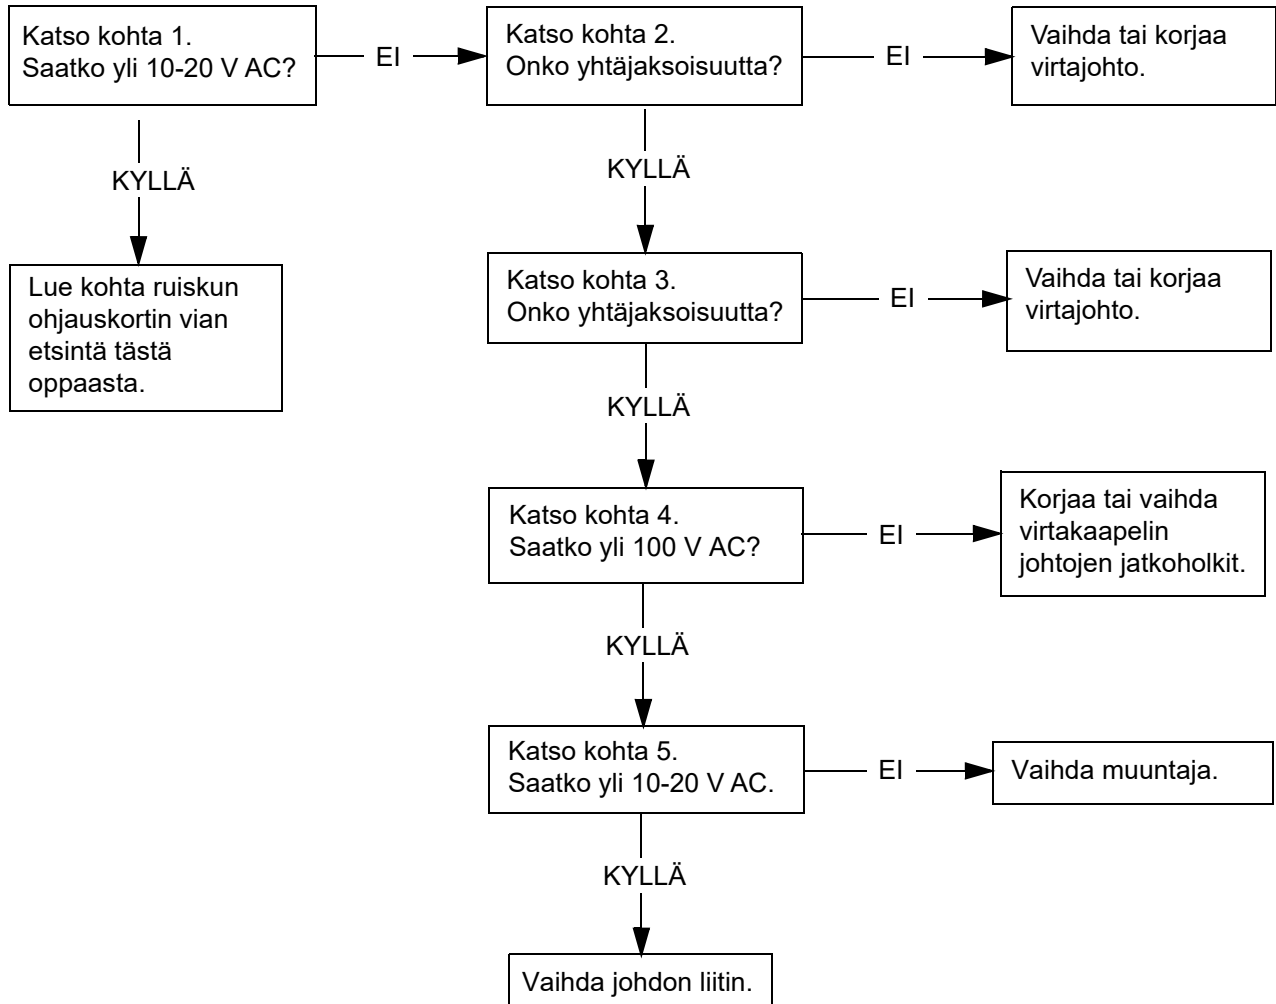 Katso kohta 1.
Saatko yli 10-20 V AC?
EI
Katso kohta 2.
Onko yhtäjaksoisuutta?
EI
Vaihda tai korjaa
virtajohto.
KYLLÄ
KYLLÄ
Lue kohta ruiskun
ohjauskortin vian
etsintä tästä
oppaasta.
Katso kohta 3.
Onko yhtäjaksoisuutta?
EI
Vaihda tai korjaa
virtajohto.
KYLLÄ
Katso kohta 4.
Saatko yli 100 V AC?
EI
Korjaa tai vaihda
virtakaapelin
johtojen jatkoholkit.
KYLLÄ
Katso kohta 5.
Saatko yli 10-20 V AC.
EI
Vaihda muuntaja.
KYLLÄ
Vaihda johdon liitin.